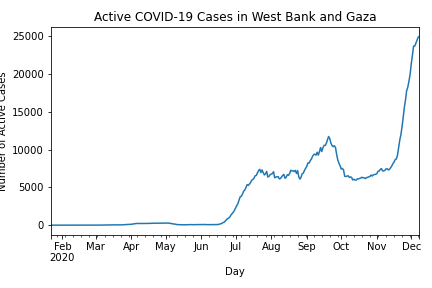 Active COVID-19 Cases in West Bank and Gaza
Number of Active Cases
25000
20000
15000
10000
5000
0
Feb Mar Apr May Jun Jul Aug Sep Oct Nov Dec
2020
Day